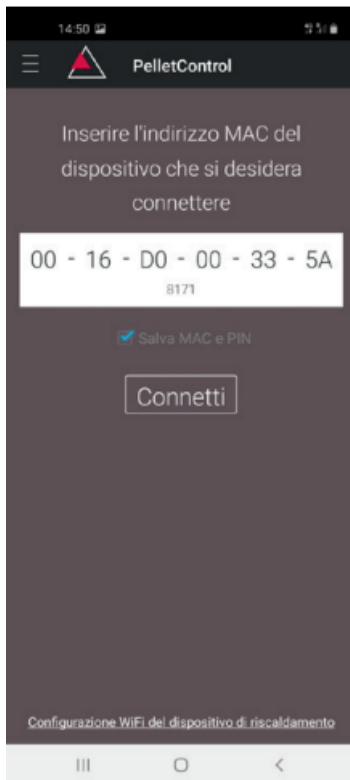 14:50
PelletControl
Inserire l'indirizzo MAC del
dispositivo che si desidera
connettere
00 - 16 - D0 - 00 - 33 - 5A
8171
Salva MAC e PIN
Connetti
Configurazione WiFi del dispositivo di riscaldamento